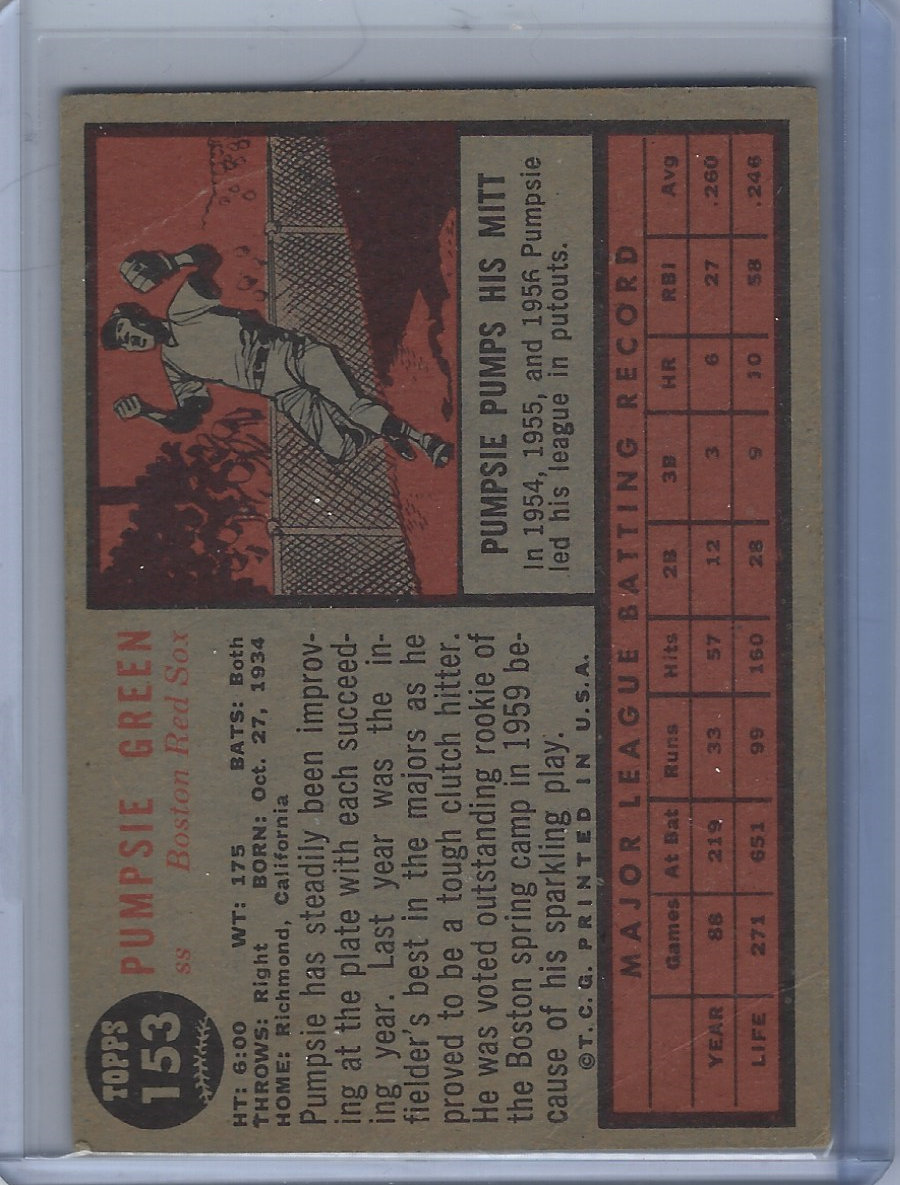 TOPPS
153
PUMPSIE GREEN
ss Boston Red Sox
HT: 6:00 WT: 175 BATS: Both
THROWS: Right BORN: Oct. 27, 1934
HOME: Richmond, California
Pumpsie has steadily been improv-
ing at the plate with each succeed-
ing year. Last year was the in-
fielder's best in the majors as he
proved to be a tough clutch hitter.
He was voted outstanding rookie of
the Boston spring camp in 1959 be-
cause of his sparkling play.
©T.C.G. PRINTED IN U.S.A.
PUMPSIE PUMPS HIS MITT
In 1954, 1955, and 1956 Pumpsie
led his league in putouts.
MAJOR LEAGUE BATTING RECORD
Games At Bat Runs Hits 2B 3B HR RBI Avg
YEAR 88 219 33 57 12 3 6 27 .260
LIFE 271 651 99 160 28 9 10 58 .246